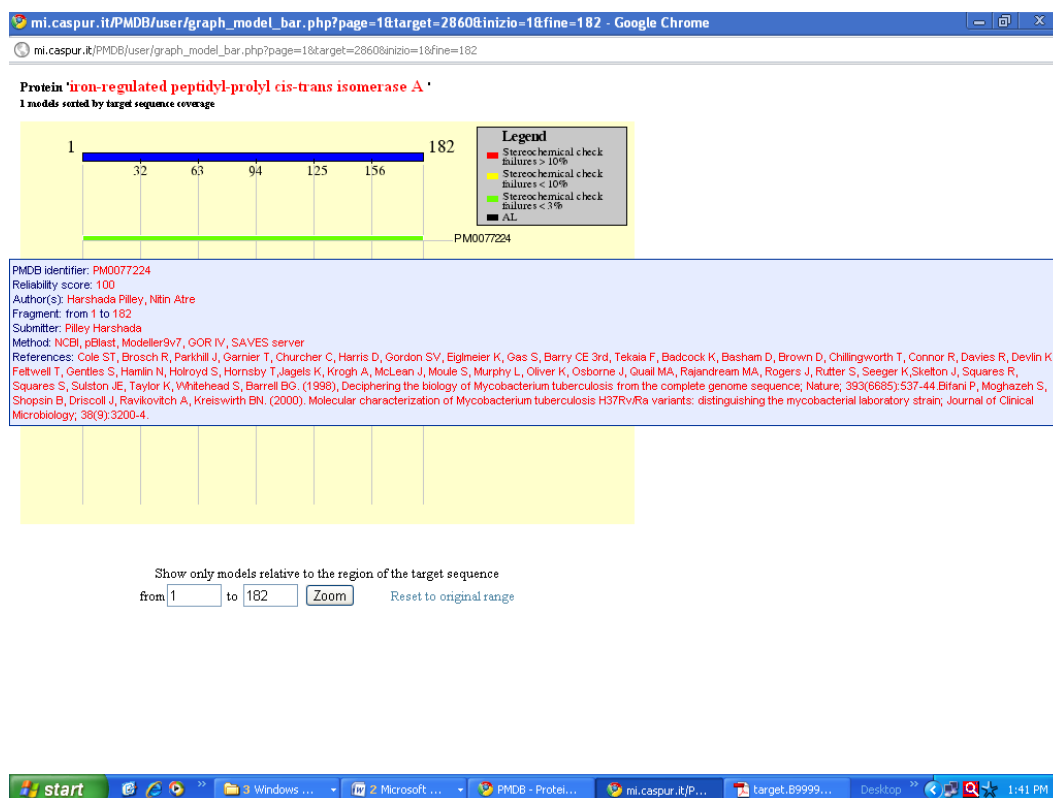 mi.caspur.it/PMDB/user/graph_model_bar.php?page=1&target=2860&inizio=1&fine=182 - Google Chrome
mi.caspur.it/PMDB/user/graph_model_bar.php?page=1&target=2860&inizio=1&fine=182
Protein 'iron-regulated peptidyl-prolyl cis-trans isomerase A '
1 models sorted by target sequence coverage
1 182
32 63 94 125 156
Legend
Stereochemical check
failures > 10%
Stereochemical check
failures < 10%
Stereochemical check
failures < 3%
AL
PM0077224
PMDB identifier: PM0077224
Reliability score: 100
Author(s): Harshada Pilley, Nitin Atre
Fragment: from 1 to 182
Submitter: Pilley Harshada
Method: NCBI, pBlast, Modeller9v7, GOR IV, SAVES server
References: Cole ST, Brosch R, Parkhill J, Garnier T, Churcher C, Harris D, Gordon SV, Eiglmeier K, Gas S, Barry CE 3rd, Tekaia F, Badcock K, Basham D, Brown D, Chillingworth T, Connor R, Davies R, Devlin K
Feltwell T, Gentles S, Hamlin N, Holroyd S, Hornsby T,Jagels K, Krogh A, McLean J, Moule S, Murphy L, Oliver K, Osborne J, Quail MA, Rajandream MA, Rogers J, Rutter S, Seeger K,Skelton J, Squares R,
Squares S, Sulston JE, Taylor K, Whitehead S, Barrell BG. (1998), Deciphering the biology of Mycobacterium tuberculosis from the complete genome sequence; Nature; 393(6685):537-44.Bifani P, Moghazeh S,
Shopsin B, Driscoll J, Ravikovitch A, Kreiswirth BN. (2000). Molecular characterization of Mycobacterium tuberculosis H37Rv/Ra variants: distinguishing the mycobacterial laboratory strain; Journal of Clinical
Microbiology; 38(9):3200-4.
Show only models relative to the region of the target sequence
from 1 to 182 Zoom Reset to original range
start 3 Windows ... 2 Microsoft ... PMDB - Protei... mi.caspur.it/P... target.B9999... Desktop 1:41 PM